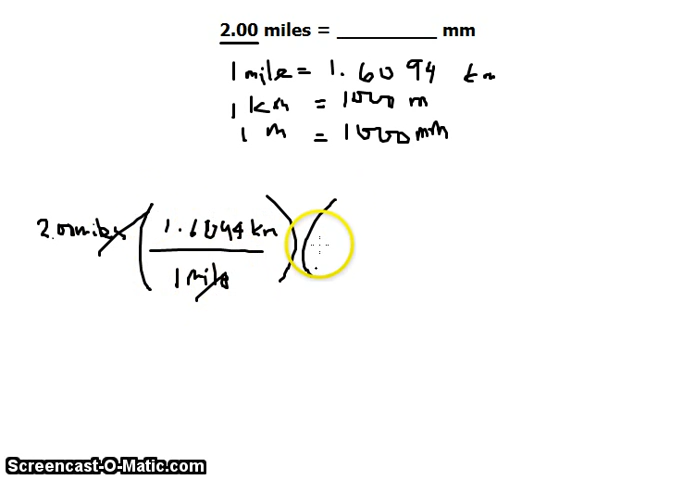 2.00 miles = __________ mm
1 mile = 1.6094 km
1 km = 1000 m
1 m = 1000 mm
2.00 miles ( 1.6094 km ) (
1 mile
Screencast-O-Matic.com